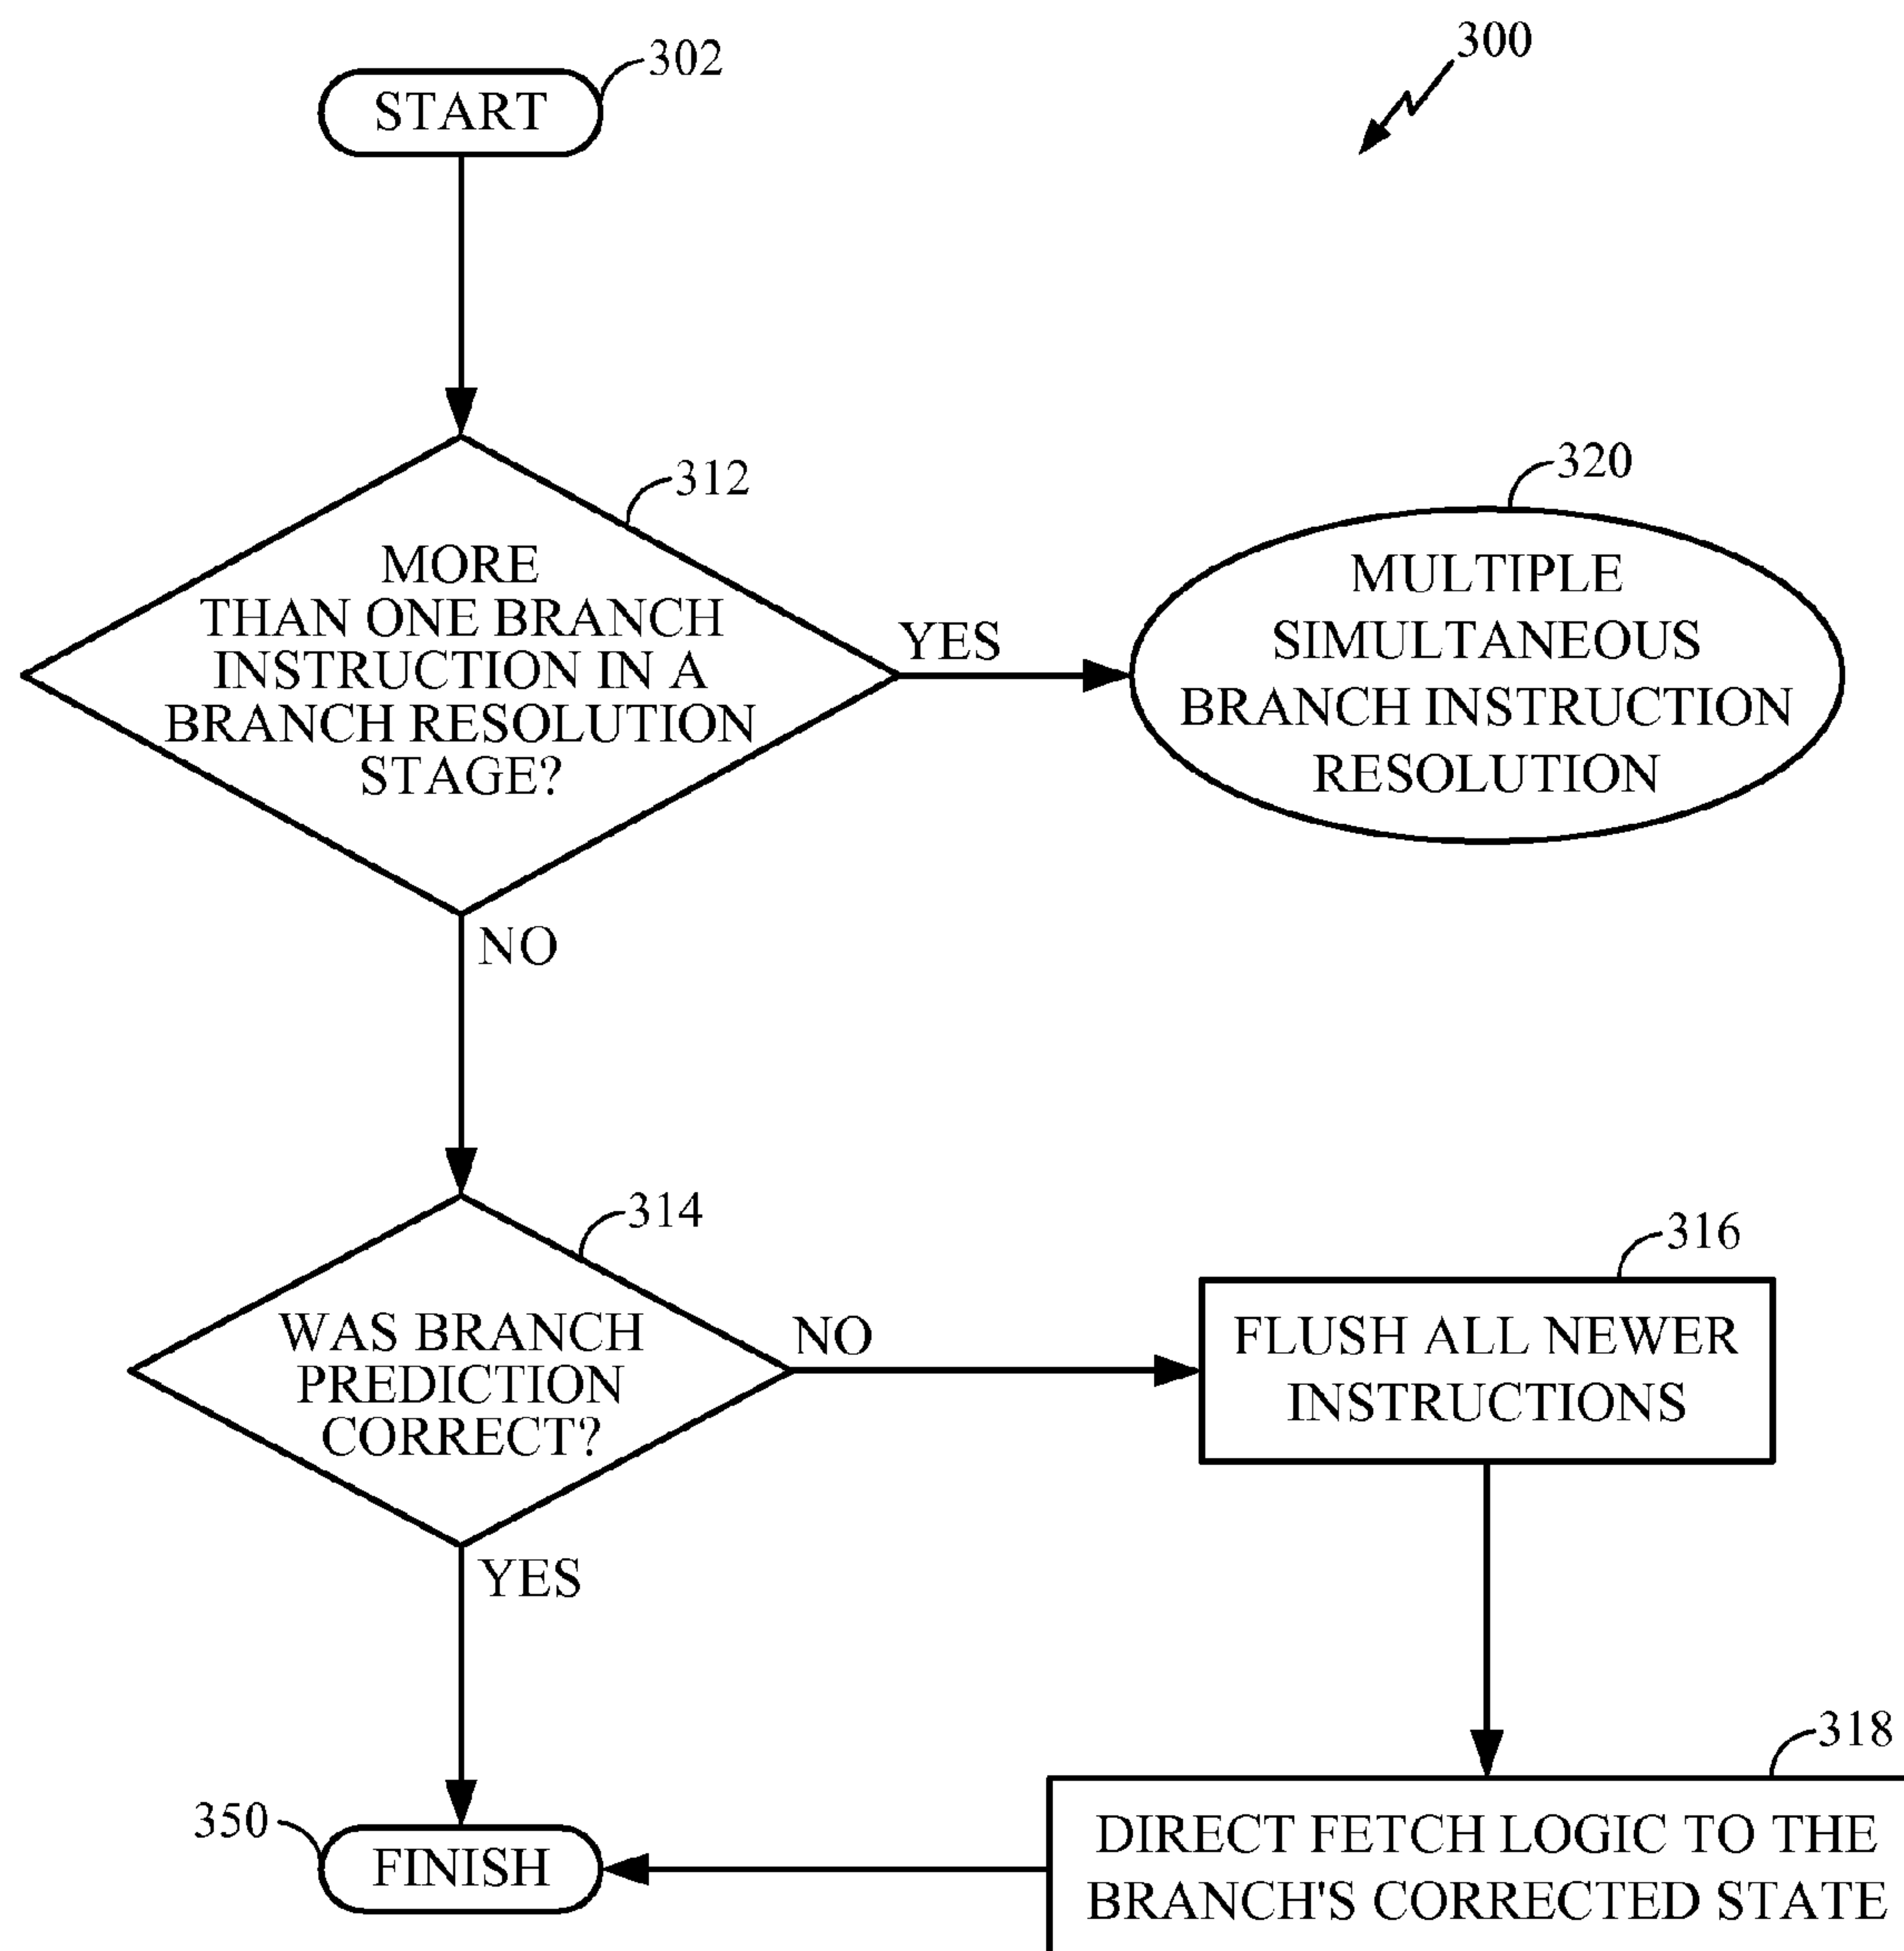 300
302
START
312
MORE
THAN ONE BRANCH
INSTRUCTION IN A
BRANCH RESOLUTION
STAGE?
YES
320
MULTIPLE
SIMULTANEOUS
BRANCH INSTRUCTION
RESOLUTION
NO
314
WAS BRANCH
PREDICTION
CORRECT?
NO
316
FLUSH ALL NEWER
INSTRUCTIONS
YES
318
DIRECT FETCH LOGIC TO THE
BRANCH'S CORRECTED STATE
350
FINISH